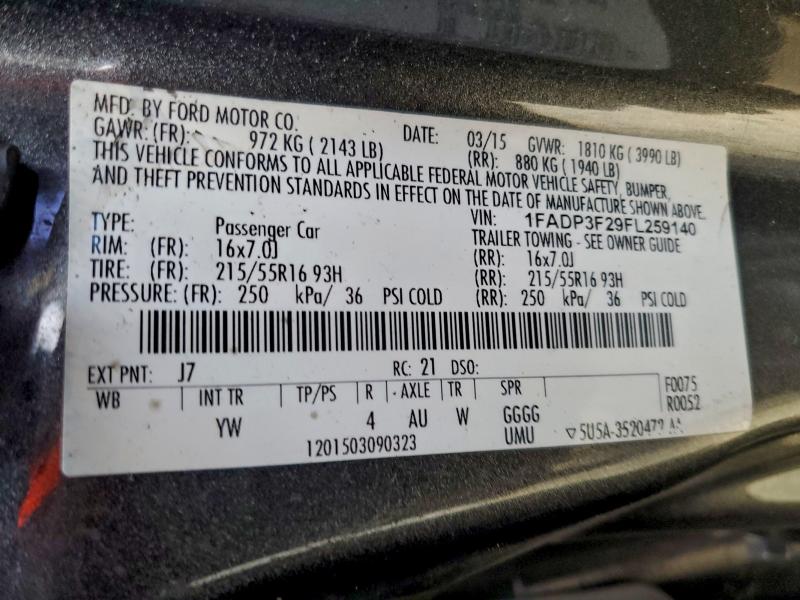 MFD. BY FORD MOTOR CO.
DATE: 03/15 GVWR: 1810 KG ( 3990 LB)
GAWR: (FR): 972 KG ( 2143 LB) (RR): 880 KG ( 1940 LB)
THIS VEHICLE CONFORMS TO ALL APPLICABLE FEDERAL MOTOR VEHICLE SAFETY, BUMPER,
AND THEFT PREVENTION STANDARDS IN EFFECT ON THE DATE OF MANUFACTURE SHOWN ABOVE.
VIN: 1FADP3F29FL259140
TYPE: Passenger Car TRAILER TOWING - SEE OWNER GUIDE
RIM: (FR): 16x7.0J (RR): 16x7.0J
TIRE: (FR): 215/55R16 93H (RR): 215/55R16 93H
PRESSURE: (FR): 250 kPa/ 36 PSI COLD (RR): 250 kPa/ 36 PSI COLD
EXT PNT: J7 RC: 21 DSO:
WB INT TR TP/PS R AXLE TR SPR F0075
YW 4 AU W GGGG R0052
UMU
1201503090323 5U5A-3520472